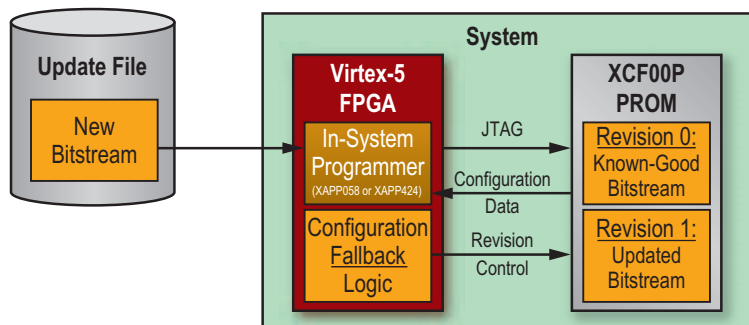 System
Update File
New
Bitstream
Virtex-5
FPGA
In-System
Programmer
(XAPP058 or XAPP424)
Configuration
Fallback
Logic
JTAG
Configuration
Data
Revision
Control
XCF00P
PROM
Revision 0:
Known-Good
Bitstream
Revision 1:
Updated
Bitstream